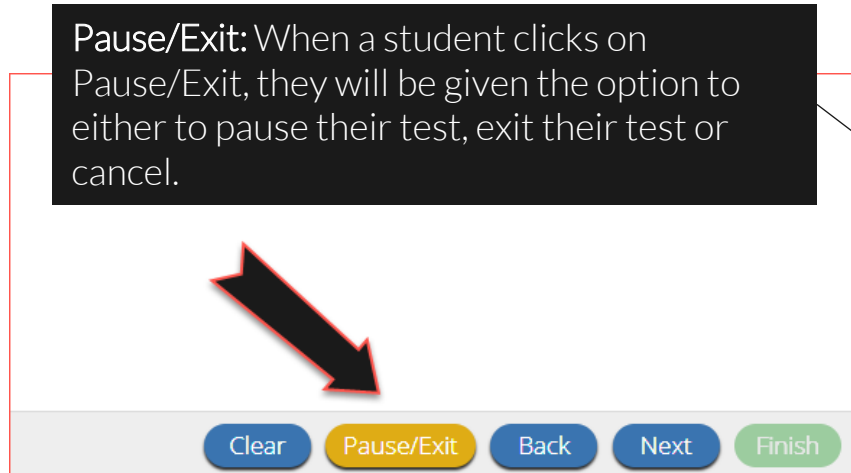 Pause/Exit: When a student clicks on
Pause/Exit, they will be given the option to
either to pause their test, exit their test or
cancel.
Clear Pause/Exit Back Next Finish